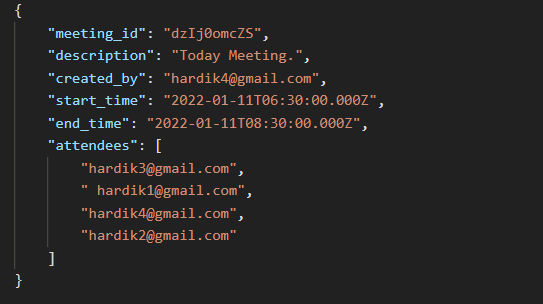 {
    "meeting_id": "dzIj0omcZS",
    "description": "Today Meeting.",
    "created_by": "hardik4@gmail.com",
    "start_time": "2022-01-11T06:30:00.000Z",
    "end_time": "2022-01-11T08:30:00.000Z",
    "attendees": [
        "hardik3@gmail.com",
        " hardik1@gmail.com",
        "hardik4@gmail.com",
        "hardik2@gmail.com"
    ]
}